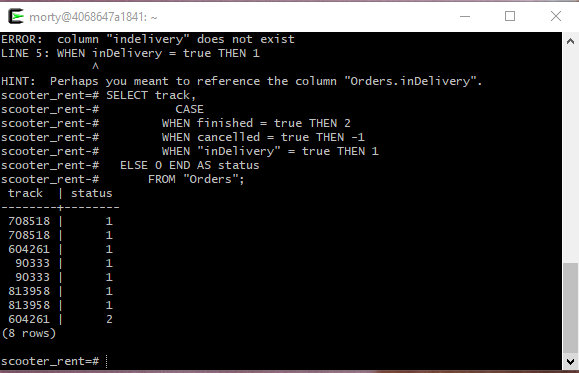 morty@4068647a1841: ~
ERROR:  column "indelivery" does not exist
LINE 5: WHEN inDelivery = true THEN 1
             ^
HINT:  Perhaps you meant to reference the column "Orders.inDelivery".
scooter_rent=# SELECT track,
scooter_rent-#           CASE
scooter_rent-#         WHEN finished = true THEN 2
scooter_rent-#         WHEN cancelled = true THEN -1
scooter_rent-#         WHEN "inDelivery" = true THEN 1
scooter_rent-#   ELSE 0 END AS status
scooter_rent-#       FROM "Orders";
 track  | status
--------+--------
 708518 |      1
 708518 |      1
 604261 |      1
  90333 |      1
  90333 |      1
 813958 |      1
 813958 |      1
 604261 |      2
(8 rows)
scooter_rent=#